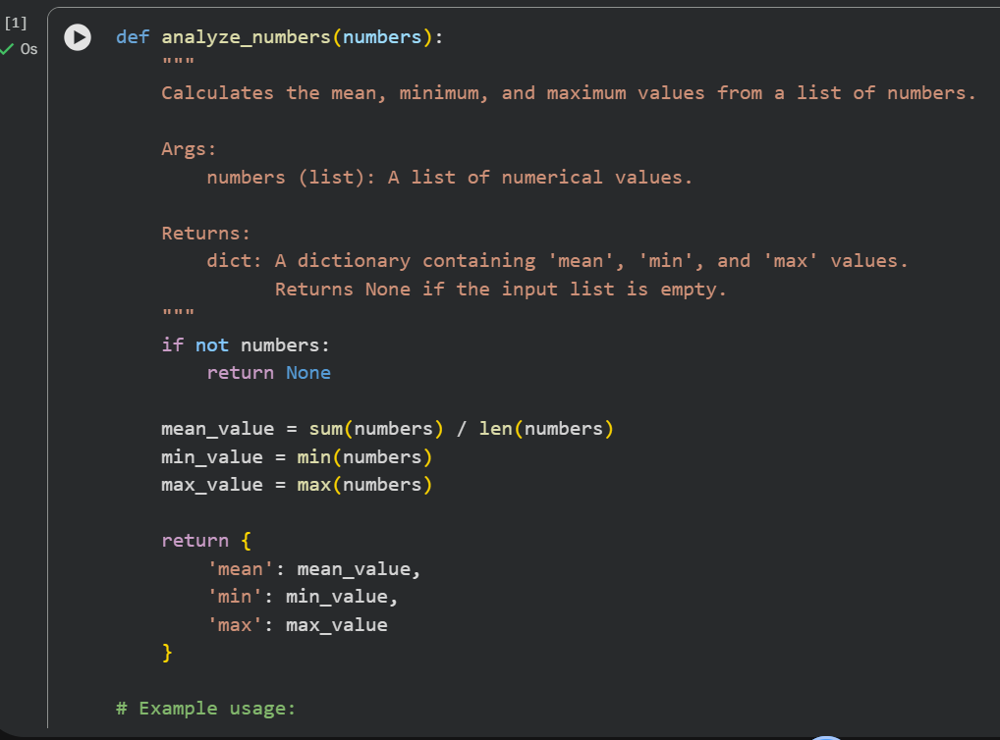 [1]
0s
def analyze_numbers(numbers):
    """
    Calculates the mean, minimum, and maximum values from a list of numbers.

    Args:
        numbers (list): A list of numerical values.

    Returns:
        dict: A dictionary containing 'mean', 'min', and 'max' values.
              Returns None if the input list is empty.
    """
    if not numbers:
        return None

    mean_value = sum(numbers) / len(numbers)
    min_value = min(numbers)
    max_value = max(numbers)

    return {
        'mean': mean_value,
        'min': min_value,
        'max': max_value
    }

# Example usage: